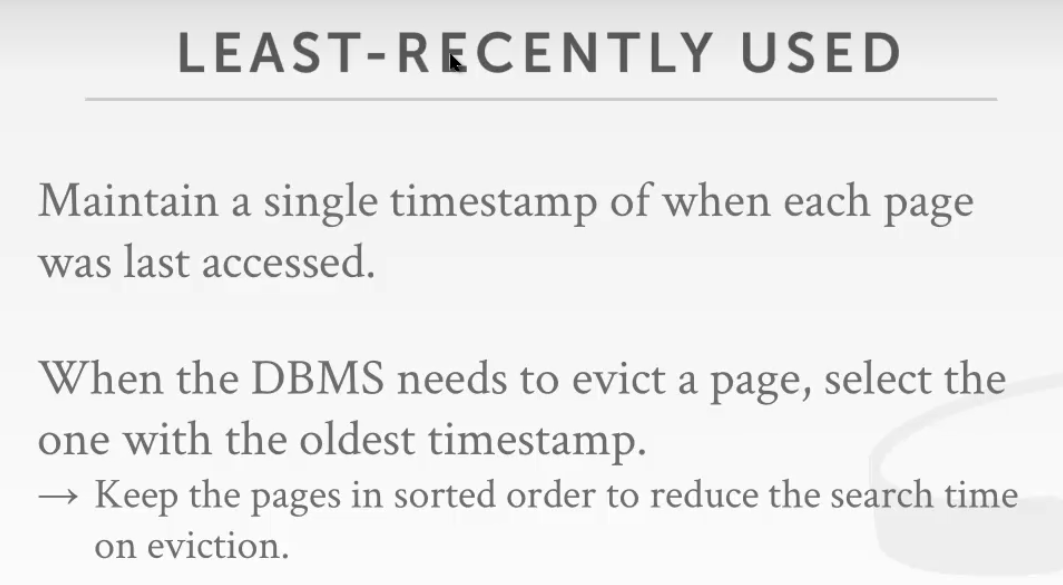 LEAST-RECENTLY USED
Maintain a single timestamp of when each page
was last accessed.
When the DBMS needs to evict a page, select the
one with the oldest timestamp.
→ Keep the pages in sorted order to reduce the search time
on eviction.